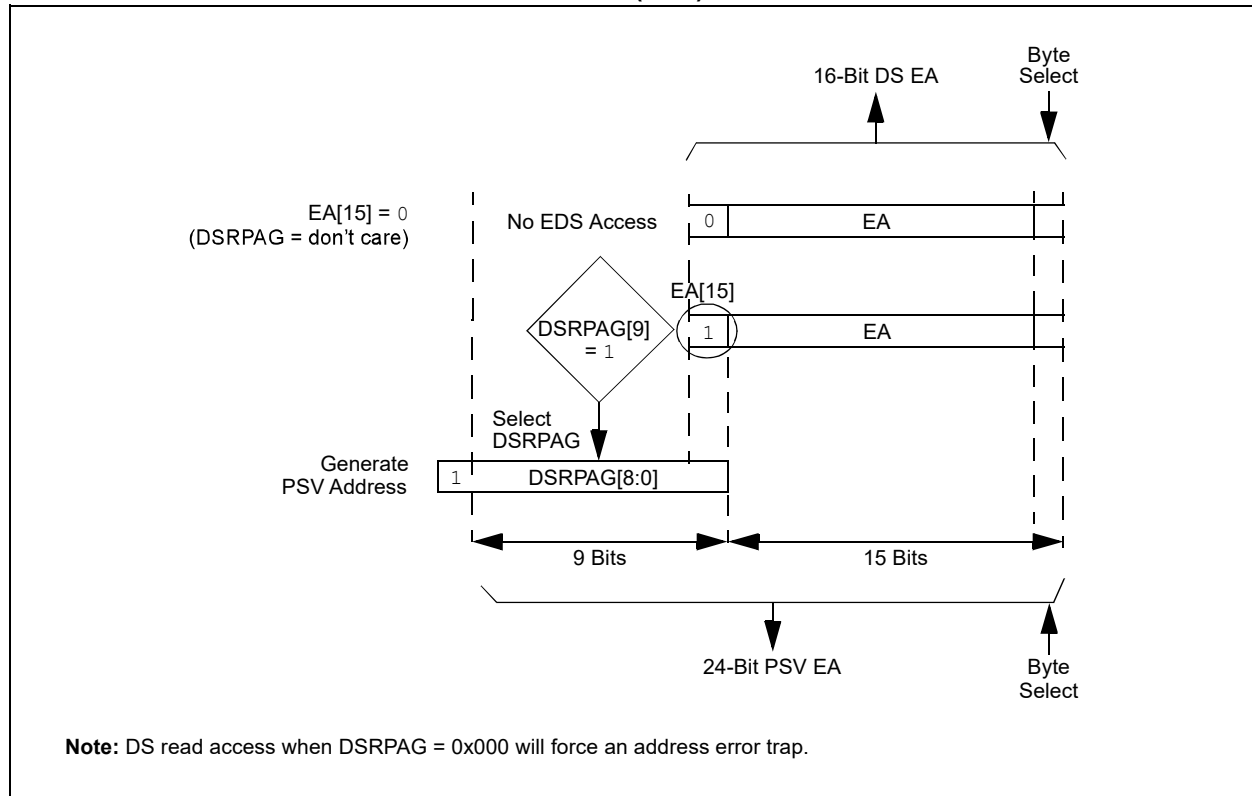 16-Bit DS EA
Byte
Select
EA[15] = 0
(DSRPAG = don't care)
No EDS Access
0
EA
EA[15]
DSRPAG[9]
= 1
1
EA
Select
DSRPAG
Generate
PSV Address
1
DSRPAG[8:0]
9 Bits
15 Bits
24-Bit PSV EA
Byte
Select
Note: DS read access when DSRPAG = 0x000 will force an address error trap.